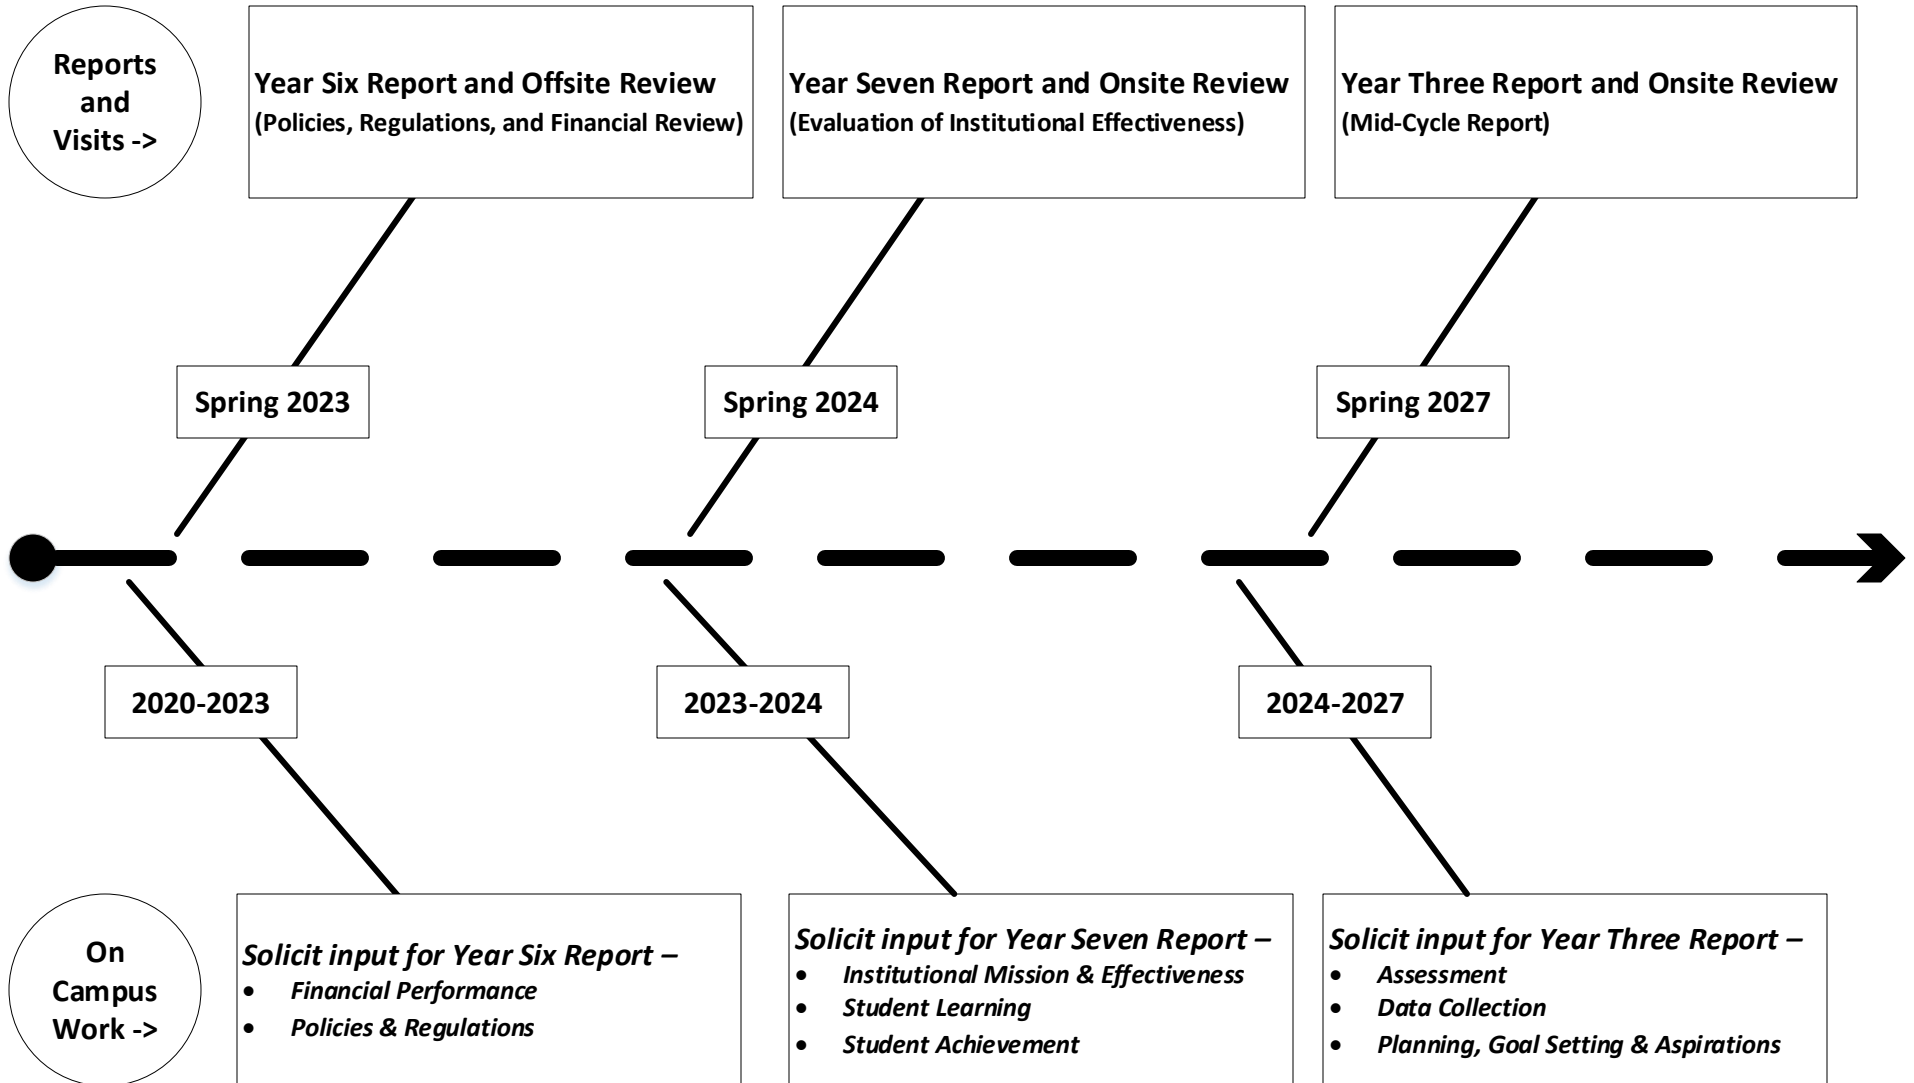 Reports
and
Visits ->
Year Six Report and Offsite Review
(Policies, Regulations, and Financial Review)
Year Seven Report and Onsite Review
(Evaluation of Institutional Effectiveness)
Year Three Report and Onsite Review
(Mid-Cycle Report)
Spring 2023
Spring 2024
Spring 2027
2020-2023
2023-2024
2024-2027
On
Campus
Work ->
Solicit input for Year Six Report –
• Financial Performance
• Policies & Regulations
Solicit input for Year Seven Report –
• Institutional Mission & Effectiveness
• Student Learning
• Student Achievement
Solicit input for Year Three Report –
• Assessment
• Data Collection
• Planning, Goal Setting & Aspirations